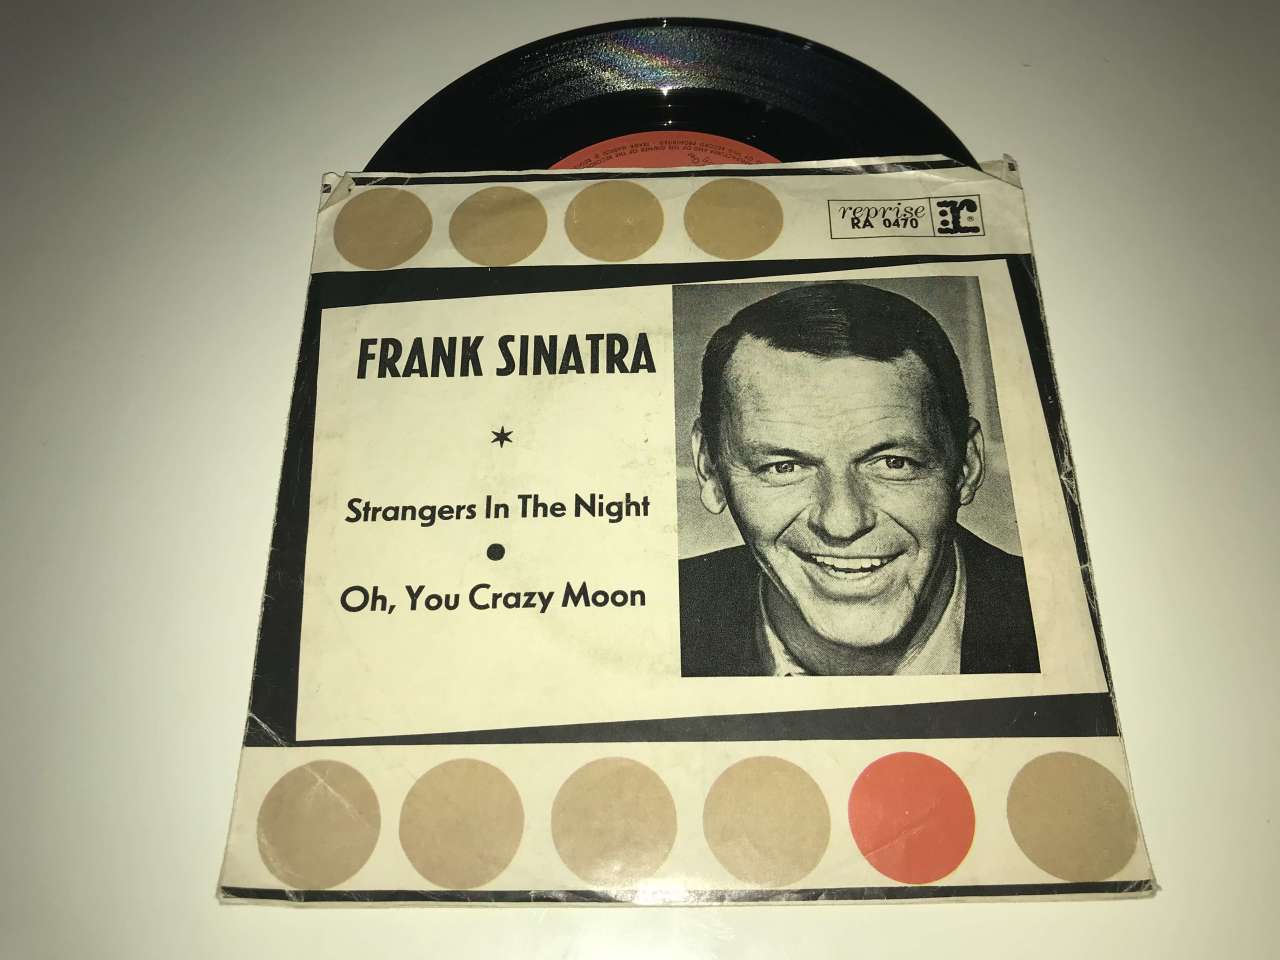 reprise
r®
RA 0470
FRANK SINATRA
*
Strangers In The Night
•
Oh, You Crazy Moon